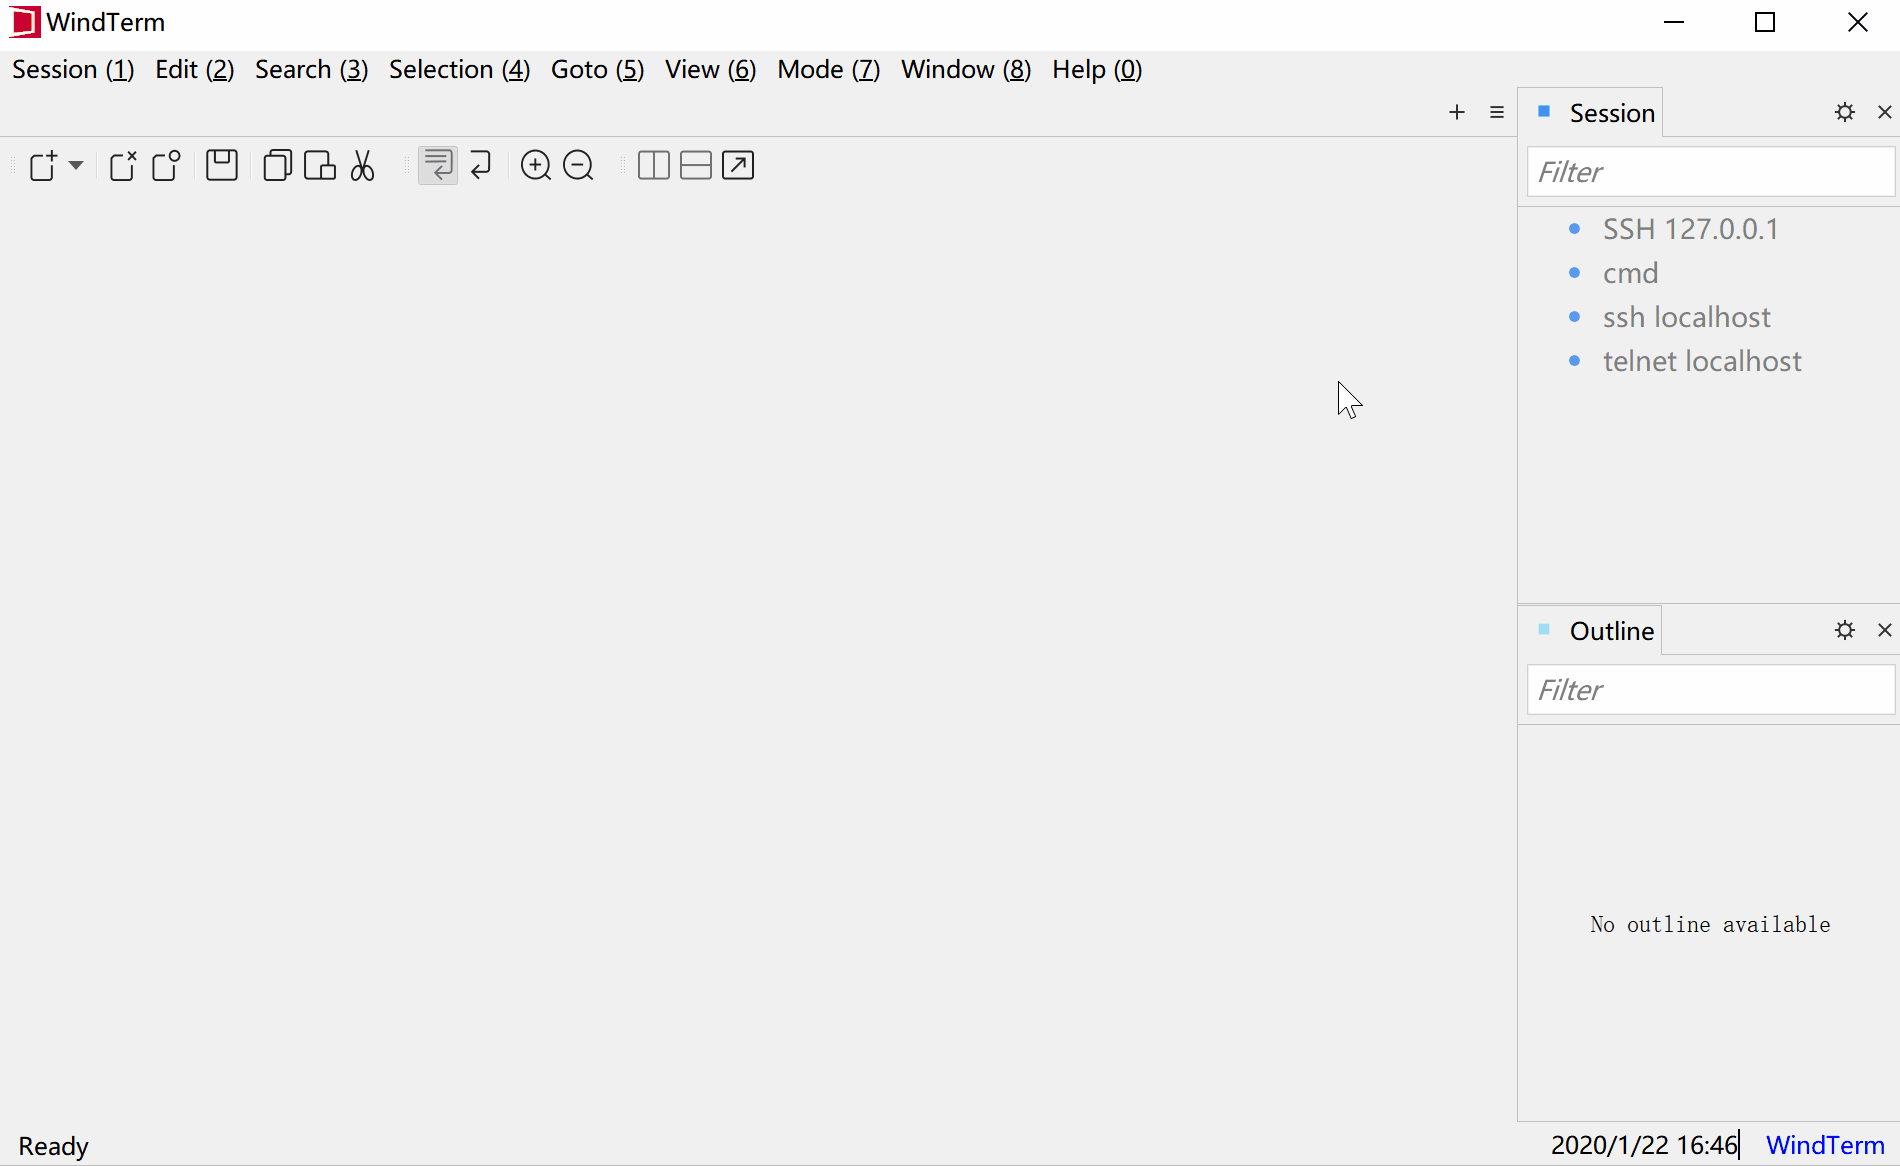 WindTerm
Session (1) Edit (2) Search (3) Selection (4) Goto (5) View (6) Mode (7) Window (8) Help (0)
Session
Filter
SSH 127.0.0.1
cmd
ssh localhost
telnet localhost
Outline
Filter
No outline available
Ready
2020/1/22 16:46 WindTerm